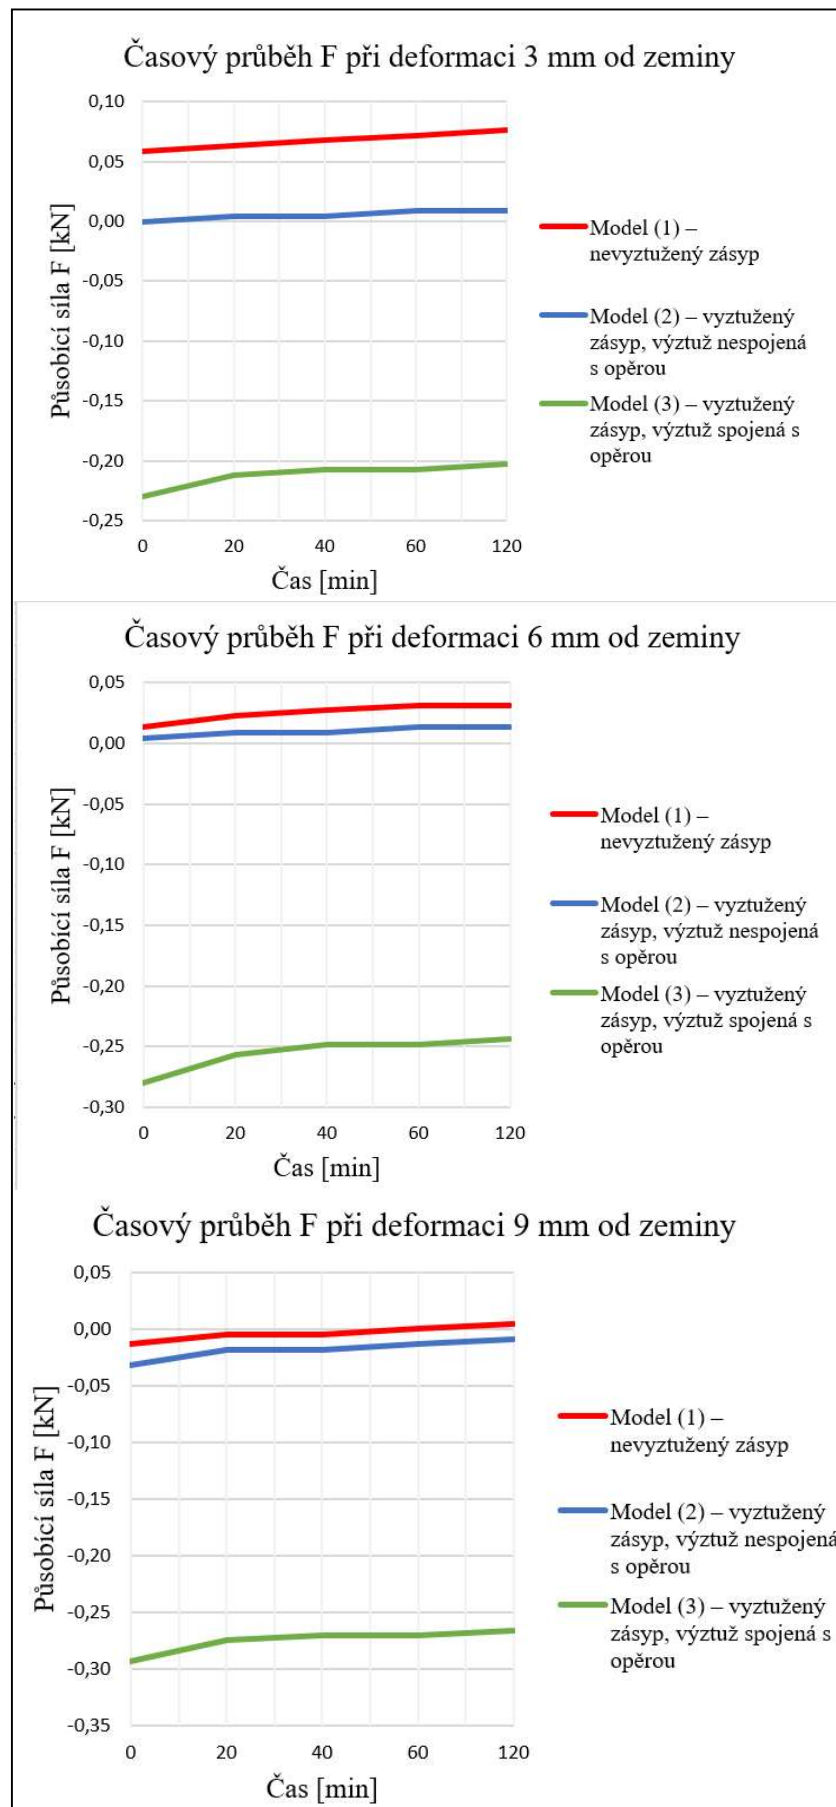 Časový průběh F při deformaci 3 mm od zeminy
0,10
0,05
0,00
-0,05
-0,10
-0,15
-0,20
-0,25
Působící síla F [kN]
0 20 40 60 120
Čas [min]
Model (1) –
nevyztužený zásyp
Model (2) – vyztužený
zásyp, výztuž nespojená
s opěrou
Model (3) – vyztužený
zásyp, výztuž spojená s
opěrou
Časový průběh F při deformaci 6 mm od zeminy
0,05
0,00
-0,05
-0,10
-0,15
-0,20
-0,25
-0,30
Působící síla F [kN]
0 20 40 60 120
Čas [min]
Model (1) –
nevyztužený zásyp
Model (2) – vyztužený
zásyp, výztuž nespojená
s opěrou
Model (3) – vyztužený
zásyp, výztuž spojená s
opěrou
Časový průběh F při deformaci 9 mm od zeminy
0,05
0,00
-0,05
-0,10
-0,15
-0,20
-0,25
-0,30
-0,35
Působící síla F [kN]
0 20 40 60 120
Čas [min]
Model (1) –
nevyztužený zásyp
Model (2) – vyztužený
zásyp, výztuž nespojená
s opěrou
Model (3) – vyztužený
zásyp, výztuž spojená s
opěrou